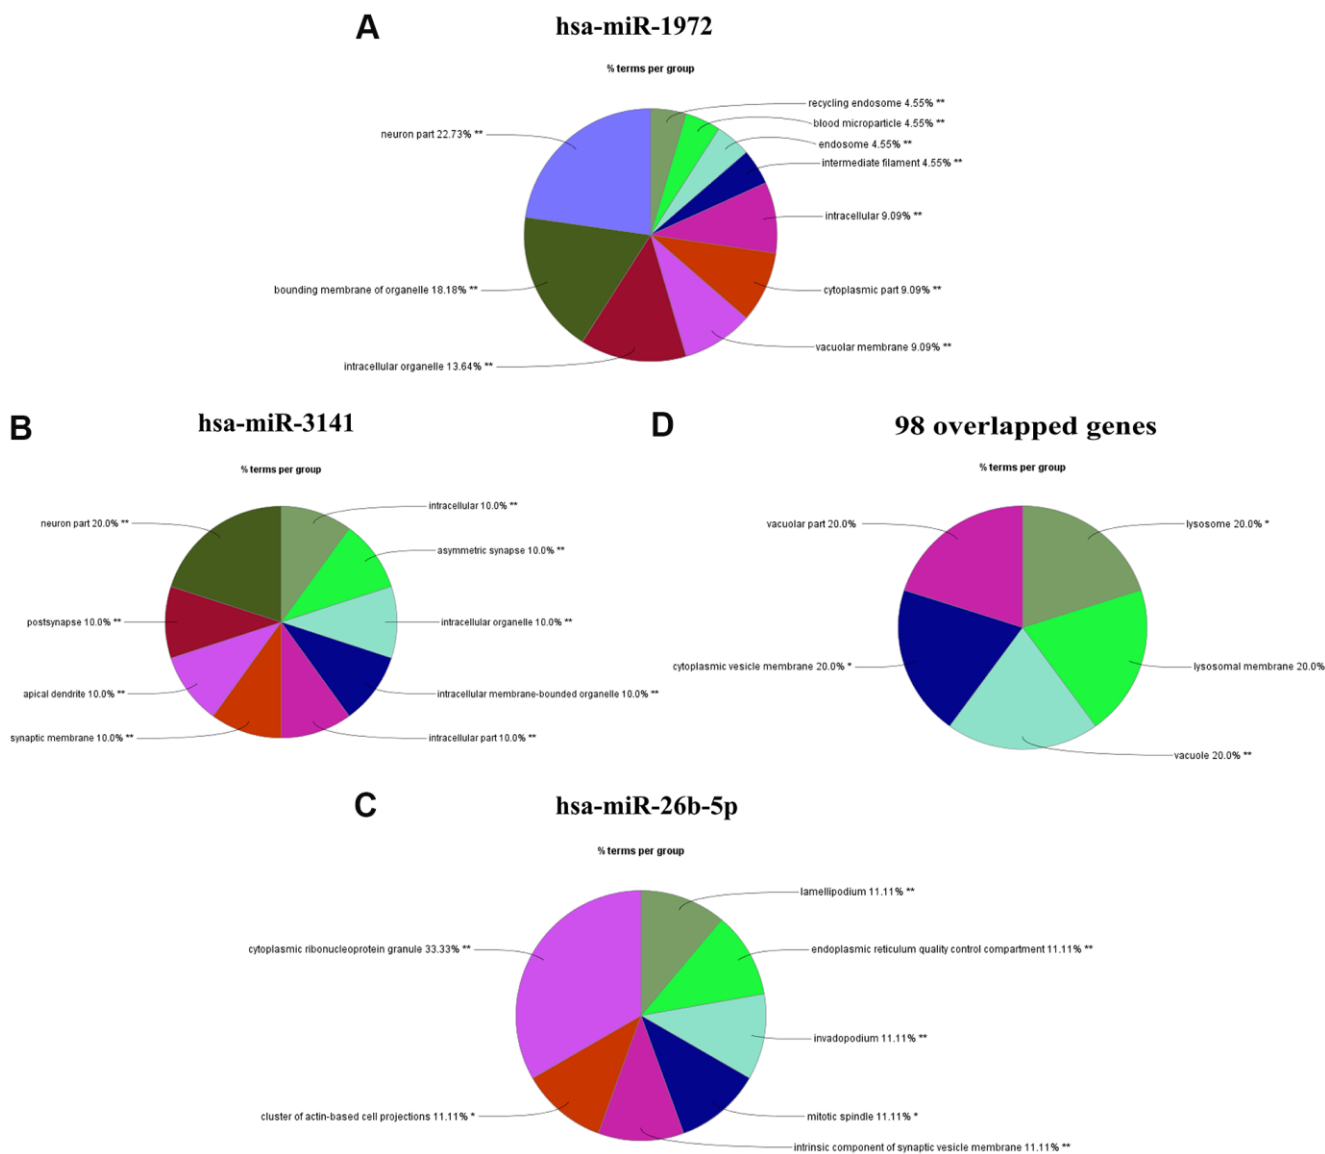 A
hsa-miR-1972
% terms per group
recycling endosome 4.55% **
blood microparticle 4.55% **
neuron part 22.73% **
endosome 4.55% **
intermediate filament 4.55% **
intracellular 9.09% **
bounding membrane of organelle 18.18% **
cytoplasmic part 9.09% **
vacuolar membrane 9.09% **
intracellular organelle 13.64% **
B
hsa-miR-3141
% terms per group
intracellular 10.0% **
neuron part 20.0% **
asymmetric synapse 10.0% **
postsynapse 10.0% **
intracellular organelle 10.0% **
apical dendrite 10.0% **
intracellular membrane-bounded organelle 10.0% **
synaptic membrane 10.0% **
intracellular part 10.0% **
D
98 overlapped genes
% terms per group
vacuolar part 20.0%
lysosome 20.0% *
cytoplasmic vesicle membrane 20.0% *
lysosomal membrane 20.0%
vacuole 20.0% **
C
hsa-miR-26b-5p
% terms per group
lamellipodium 11.11% **
cytoplasmic ribonucleoprotein granule 33.33% **
endoplasmic reticulum quality control compartment 11.11% **
invadopodium 11.11% **
cluster of actin-based cell projections 11.11% *
mitotic spindle 11.11% *
intrinsic component of synaptic vesicle membrane 11.11% **